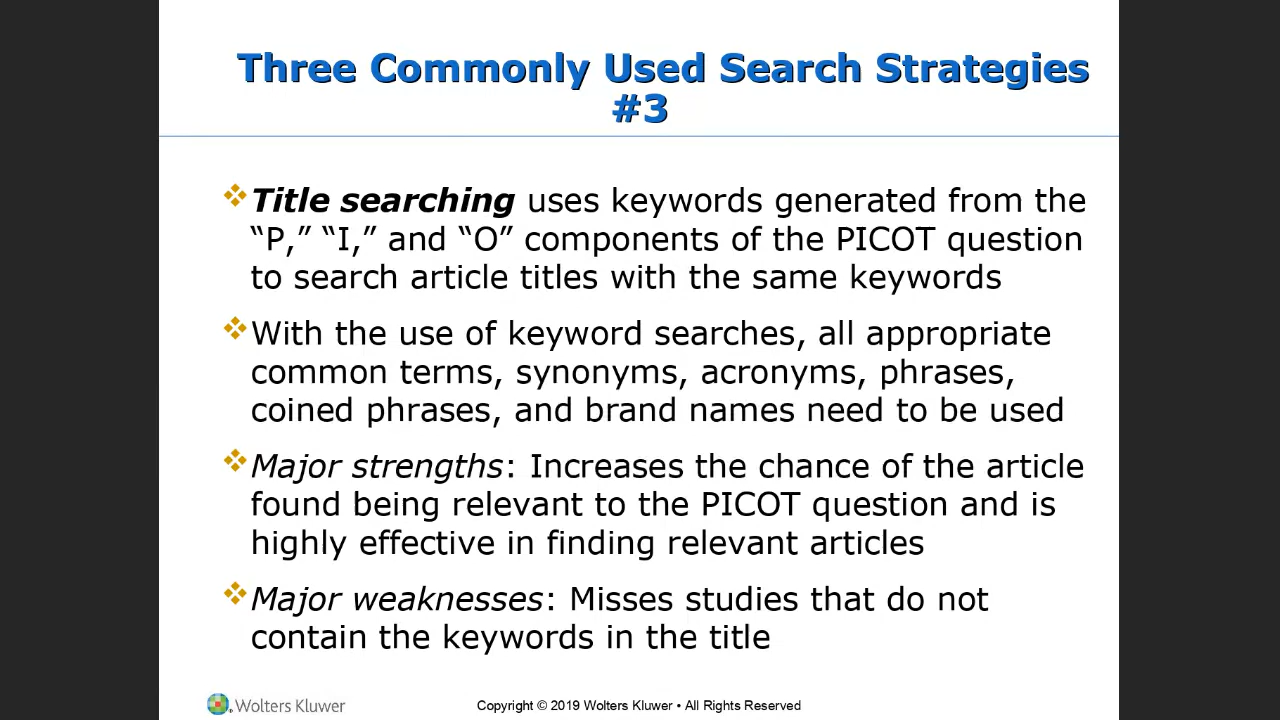 Three Commonly Used Search Strategies
#3
Title searching uses keywords generated from the
“P,” “I,” and “O” components of the PICOT question
to search article titles with the same keywords
With the use of keyword searches, all appropriate
common terms, synonyms, acronyms, phrases,
coined phrases, and brand names need to be used
Major strengths: Increases the chance of the article
found being relevant to the PICOT question and is
highly effective in finding relevant articles
Major weaknesses: Misses studies that do not
contain the keywords in the title
Wolters Kluwer
Copyright © 2019 Wolters Kluwer • All Rights Reserved